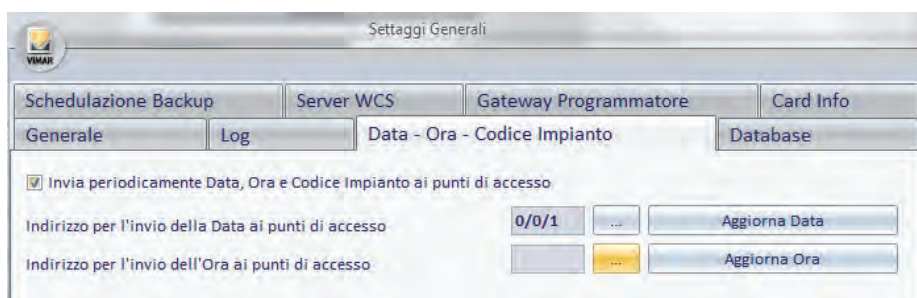 Settaggi Generali
VIMAR
Schedulazione Backup Server WCS Gateway Programmatore Card Info
Generale Log Data - Ora - Codice Impianto Database
Invia periodicamente Data, Ora e Codice Impianto ai punti di accesso
Indirizzo per l'invio della Data ai punti di accesso 0/0/1 ... Aggiorna Data
Indirizzo per l'invio dell'Ora ai punti di accesso ... Aggiorna Ora